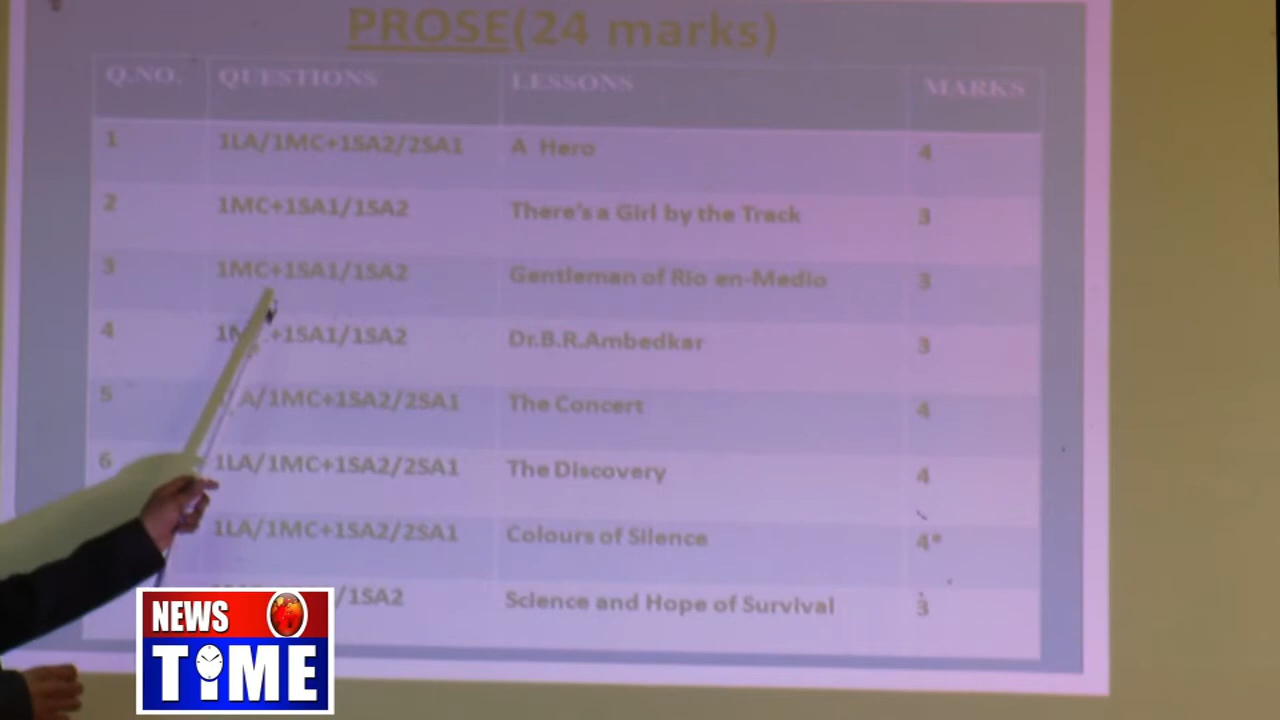 PROSE(24 marks)
Q.NO. QUESTIONS LESSONS MARKS
1 1LA/1MC+1SA2/2SA1 A Hero 4
2 1MC+1SA1/1SA2 There's a Girl by the Track 3
3 1MC+1SA1/1SA2 Gentleman of Rio en-Medio 3
4 +1SA1/1SA2 Dr.B.R.Ambedkar 3
5 A/1MC+1SA2/2SA1 The Concert 4
6 1LA/1MC+1SA2/2SA1 The Discovery 4
1LA/1MC+1SA2/2SA1 Colours of Silence 4*
/1SA2 Science and Hope of Survival 3
NEWS
TIME